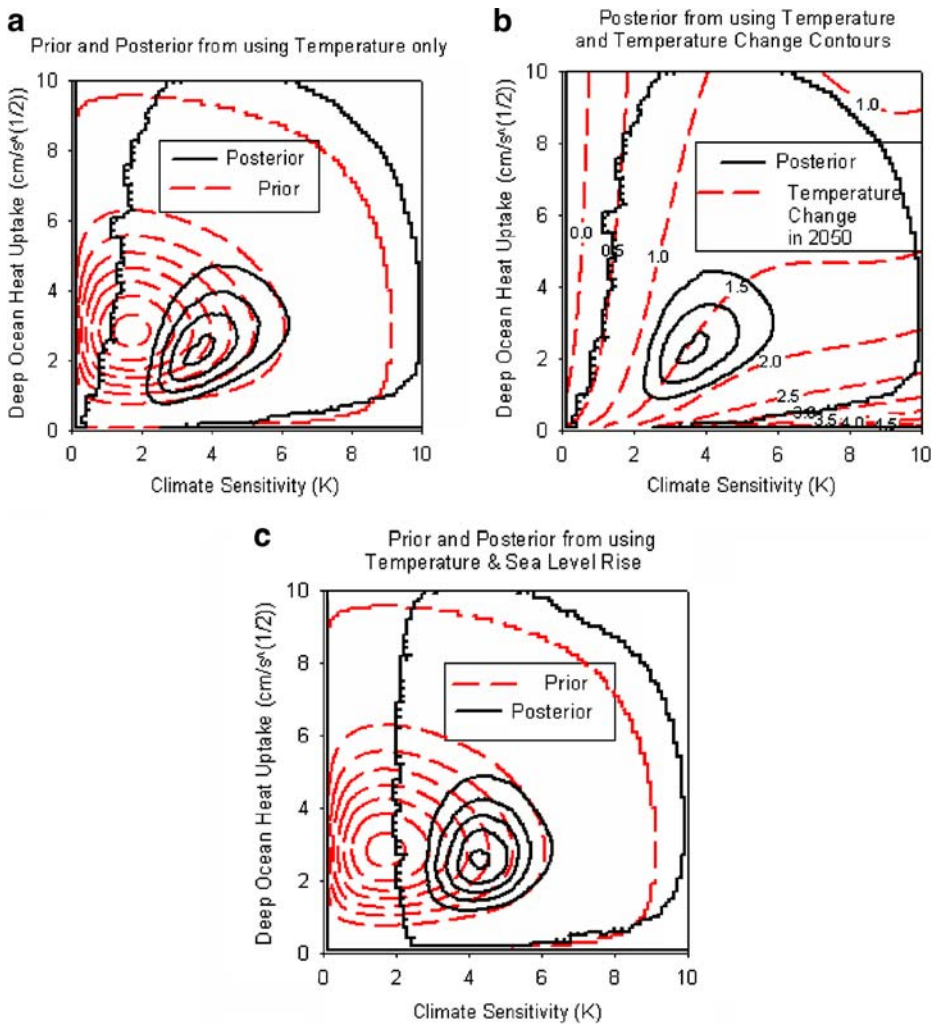 a
Prior and Posterior from using Temperature only
Deep Ocean Heat Uptake (cm/s^(1/2))
10
8
6
4
2
0
Posterior
Prior
0 2 4 6 8 10
Climate Sensitivity (K)
b
Posterior from using Temperature
and Temperature Change Contours
Deep Ocean Heat Uptake (cm/s^(1/2))
10
8
6
4
2
0
1.0
Posterior
Temperature
Change
in 2050
0.0
0.5
1.0
1.5
2.0
2.5
3.0
3.5
4.0
4.5
0 2 4 6 8 10
Climate Sensitivity (K)
c
Prior and Posterior from using
Temperature & Sea Level Rise
Deep Ocean Heat Uptake (cm/s^(1/2))
10
8
6
4
2
0
Prior
Posterior
0 2 4 6 8 10
Climate Sensitivity (K)